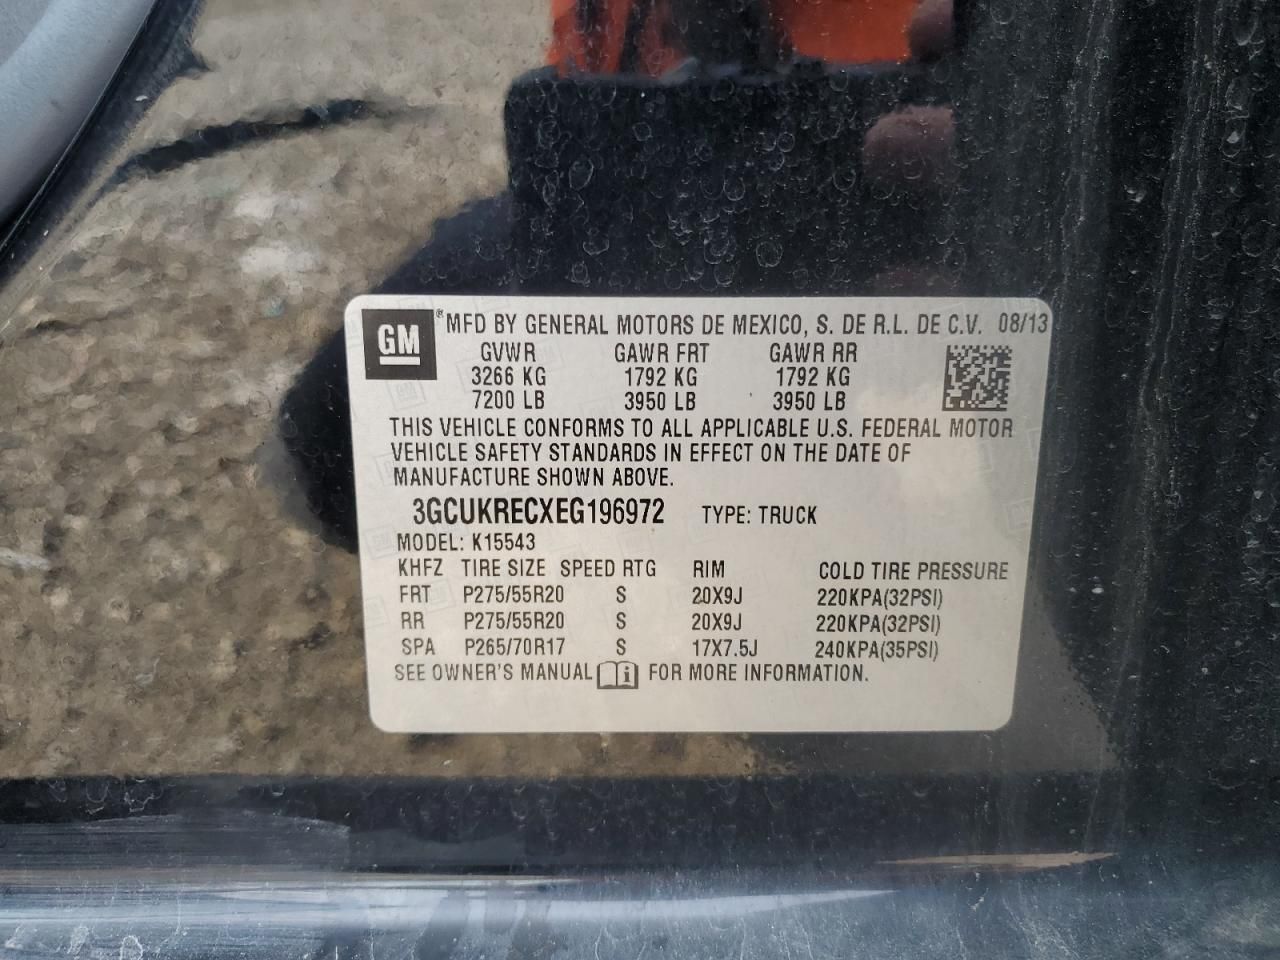 GM ® MFD BY GENERAL MOTORS DE MEXICO, S. DE R.L. DE C.V. 08/13
GVWR GAWR FRT GAWR RR
3266 KG 1792 KG 1792 KG
7200 LB 3950 LB 3950 LB
THIS VEHICLE CONFORMS TO ALL APPLICABLE U.S. FEDERAL MOTOR
VEHICLE SAFETY STANDARDS IN EFFECT ON THE DATE OF
MANUFACTURE SHOWN ABOVE.
3GCUKRECXEG196972 TYPE: TRUCK
MODEL: K15543
KHFZ TIRE SIZE SPEED RTG RIM COLD TIRE PRESSURE
FRT P275/55R20 S 20X9J 220KPA(32PSI)
RR P275/55R20 S 20X9J 220KPA(32PSI)
SPA P265/70R17 S 17X7.5J 240KPA(35PSI)
SEE OWNER'S MANUAL i FOR MORE INFORMATION.